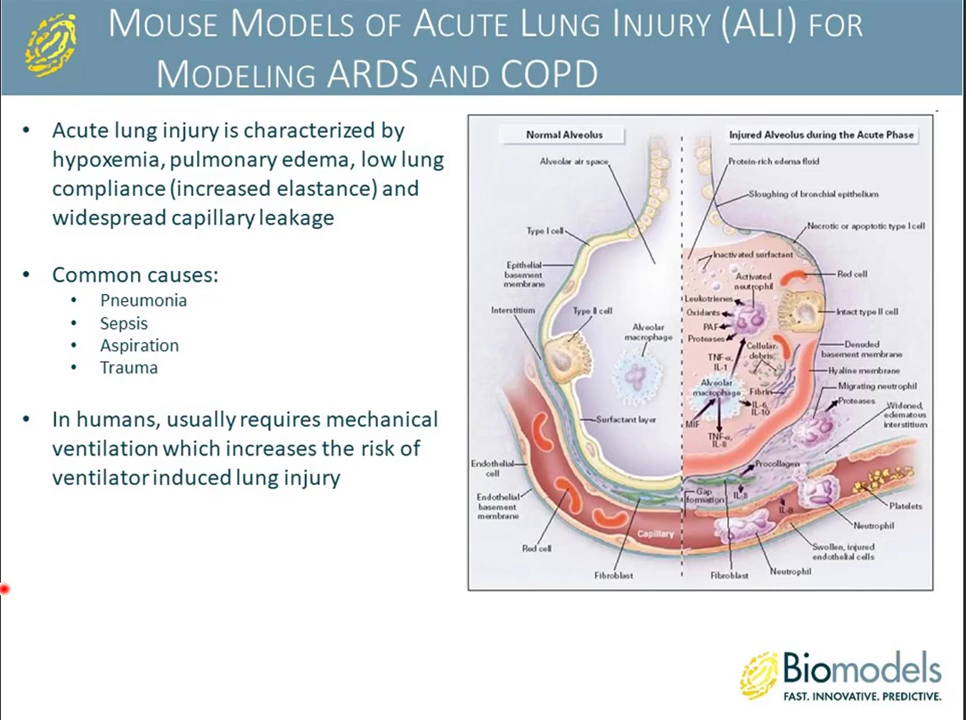 MOUSE MODELS OF ACUTE LUNG INJURY (ALI) FOR
MODELING ARDS AND COPD
• Acute lung injury is characterized by
hypoxemia, pulmonary edema, low lung
compliance (increased elastance) and
widespread capillary leakage
• Common causes:
• Pneumonia
• Sepsis
• Aspiration
• Trauma
• In humans, usually requires mechanical
ventilation which increases the risk of
ventilator induced lung injury
Normal Alveolus
Injured Alveolus during the Acute Phase
Alveolar air space
Protein-rich edema fluid
Sloughing of bronchial epithelium
Type I cell
Necrotic or apoptotic type I cell
Inactivated surfactant
Epithelial
basement
membrane
Activated
neutrophil
Red cell
Leukotrienes
Oxidants
PAF
Proteases
Interstitium
Type II cell
Intact type II cell
Alveolar
macrophage
Cellular
debris
Denuded
basement membrane
TNF-α,
IL-1
Hyaline membrane
Alveolar
macrophage
Fibrin
Migrating neutrophil
Proteases
IL-6,
IL-10
Widened,
edematous
interstitium
MIF
TNF-α,
IL-8
Surfactant layer
Endothelial
cell
Procollagen
Gap
formation
IL-8
Endothelial
basement
membrane
IL-8
Platelets
Capillary
Neutrophil
Red cell
Swollen, injured
endothelial cells
Fibroblast
Fibroblast
Neutrophil
Biomodels
FAST. INNOVATIVE. PREDICTIVE.